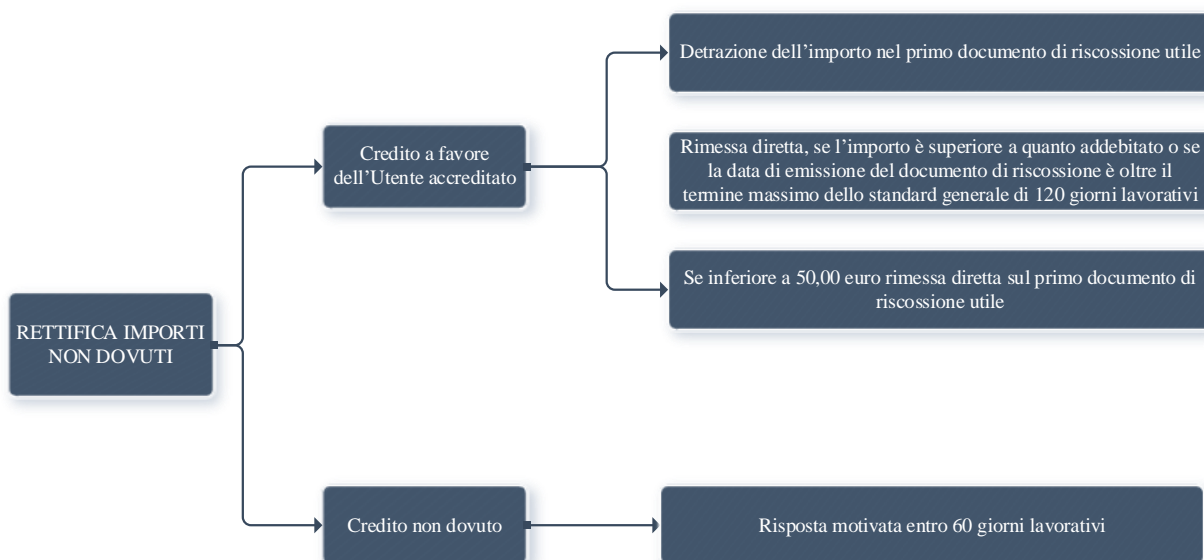 Detrazione dell’importo nel primo documento di riscossione utile
Credito a favore
dell’Utente accreditato
Rimessa diretta, se l’importo è superiore a quanto addebitato o se
la data di emissione del documento di riscossione è oltre il
termine massimo dello standard generale di 120 giorni lavorativi
Se inferiore a 50,00 euro rimessa diretta sul primo documento di
riscossione utile
RETTIFICA IMPORTI
NON DOVUTI
Credito non dovuto
Risposta motivata entro 60 giorni lavorativi